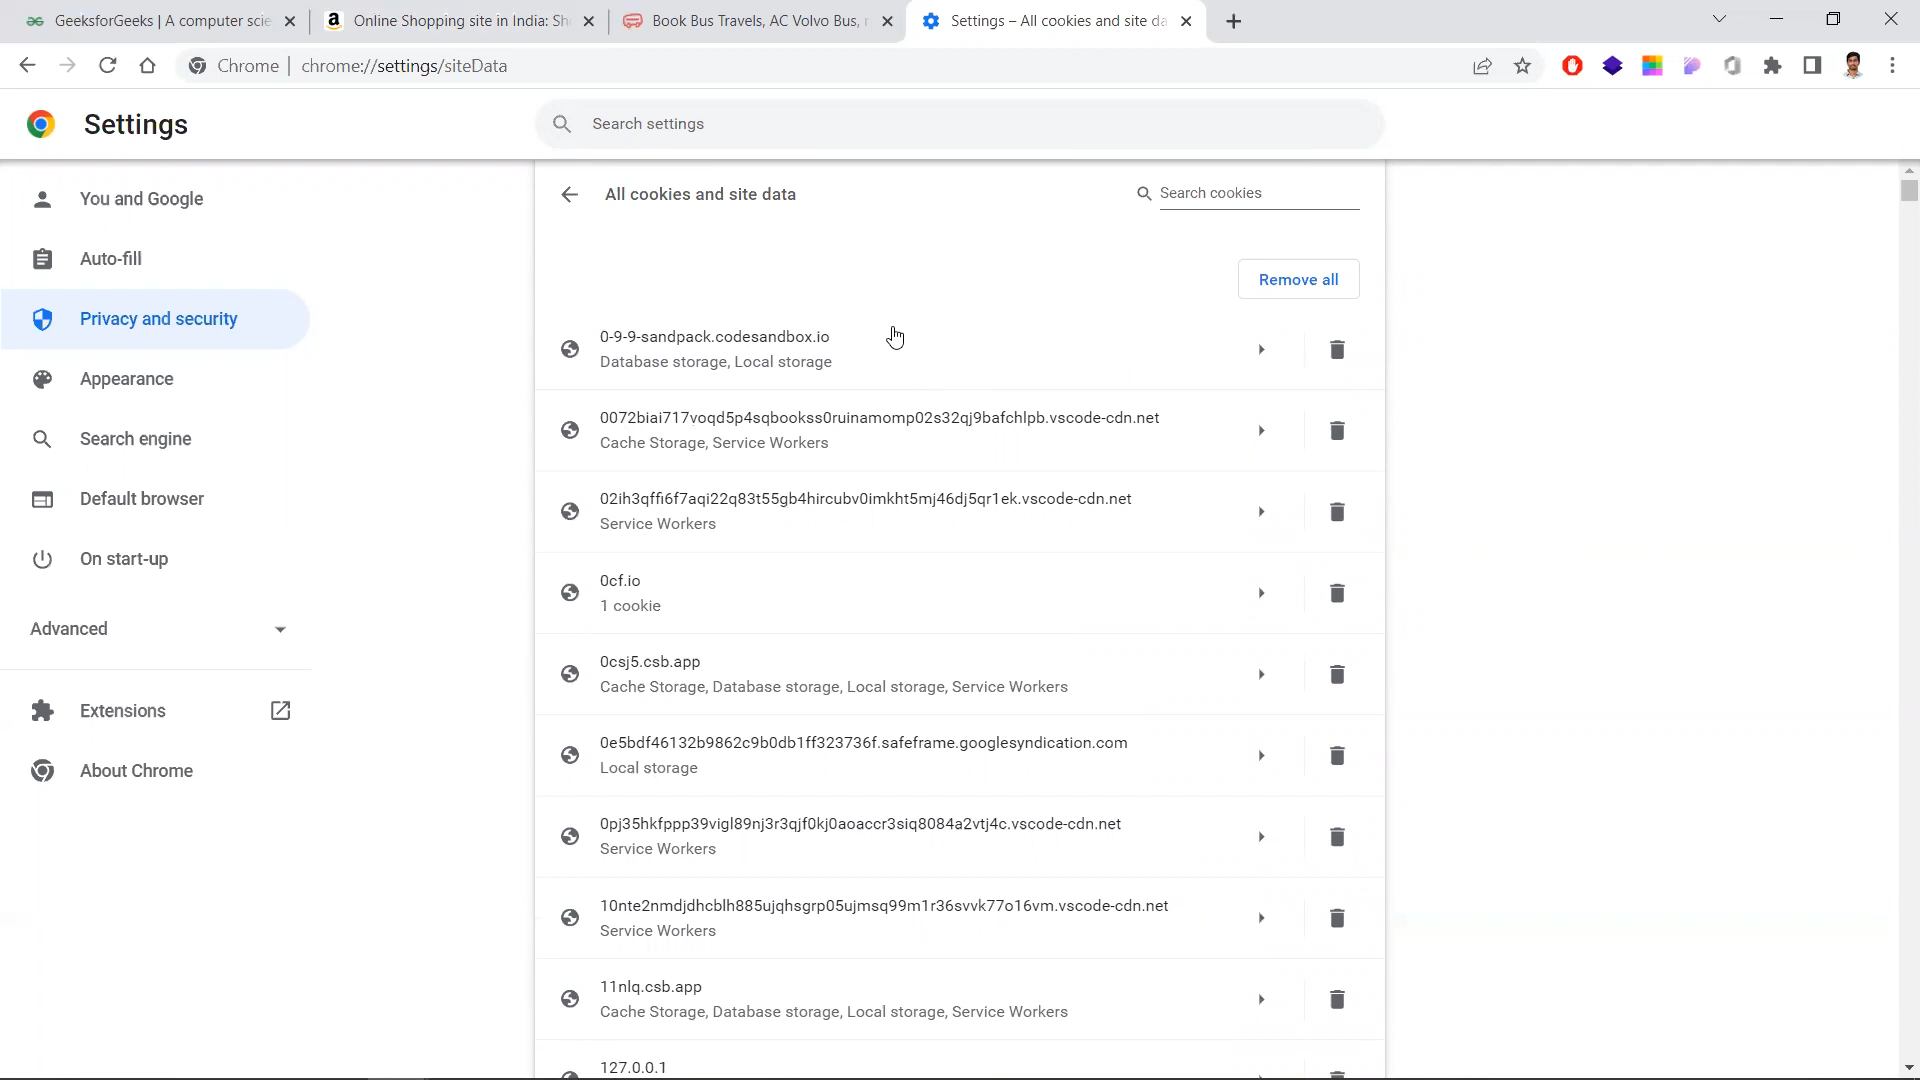 GeeksforGeeks | A computer scie
Online Shopping site in India: Sh
Book Bus Travels, AC Volvo Bus, r
Settings – All cookies and site da
Chrome | chrome://settings/siteData
Settings
Search settings
You and Google
Auto-fill
Privacy and security
Appearance
Search engine
Default browser
On start-up
Advanced
Extensions
About Chrome
All cookies and site data
Search cookies
Remove all
0-9-9-sandpack.codesandbox.io
Database storage, Local storage
0072biai717voqd5p4sqbookss0ruinamomp02s32qj9bafchlpb.vscode-cdn.net
Cache Storage, Service Workers
02ih3qffi6f7aqi22q83t55gb4hircubv0imkht5mj46dj5qr1ek.vscode-cdn.net
Service Workers
0cf.io
1 cookie
0csj5.csb.app
Cache Storage, Database storage, Local storage, Service Workers
0e5bdf46132b9862c9b0db1ff323736f.safeframe.googlesyndication.com
Local storage
0pj35hkfppp39vigl89nj3r3qjf0kj0aoaccr3siq8084a2vtj4c.vscode-cdn.net
Service Workers
10nte2nmdjdhcblh885ujqhsgrp05ujmsq99m1r36svvk77o16vm.vscode-cdn.net
Service Workers
11nlq.csb.app
Cache Storage, Database storage, Local storage, Service Workers
127.0.0.1